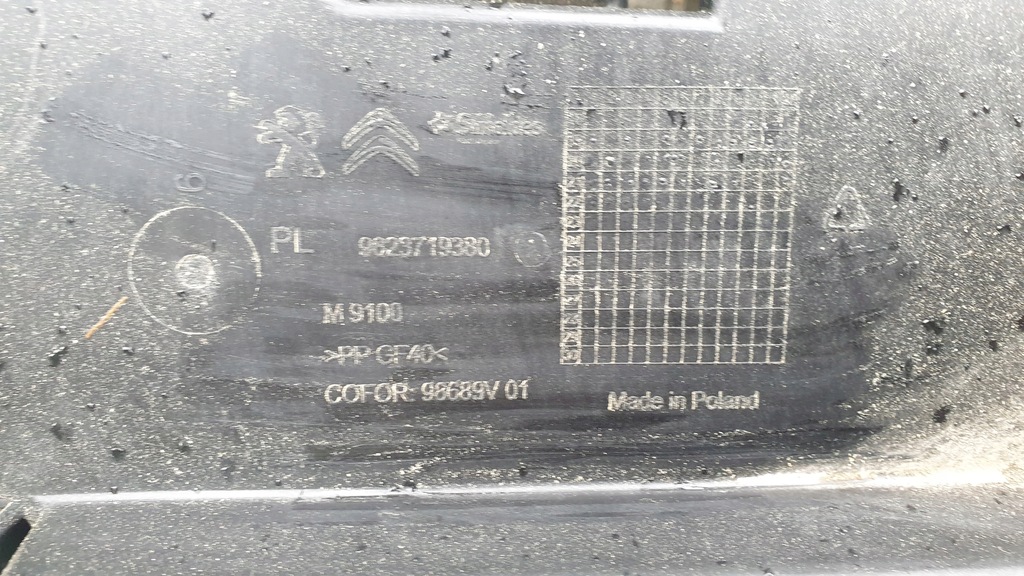 PL
9823719380
M 9100
>PP GF40<
COFOR: 98689V 01
Made in Poland